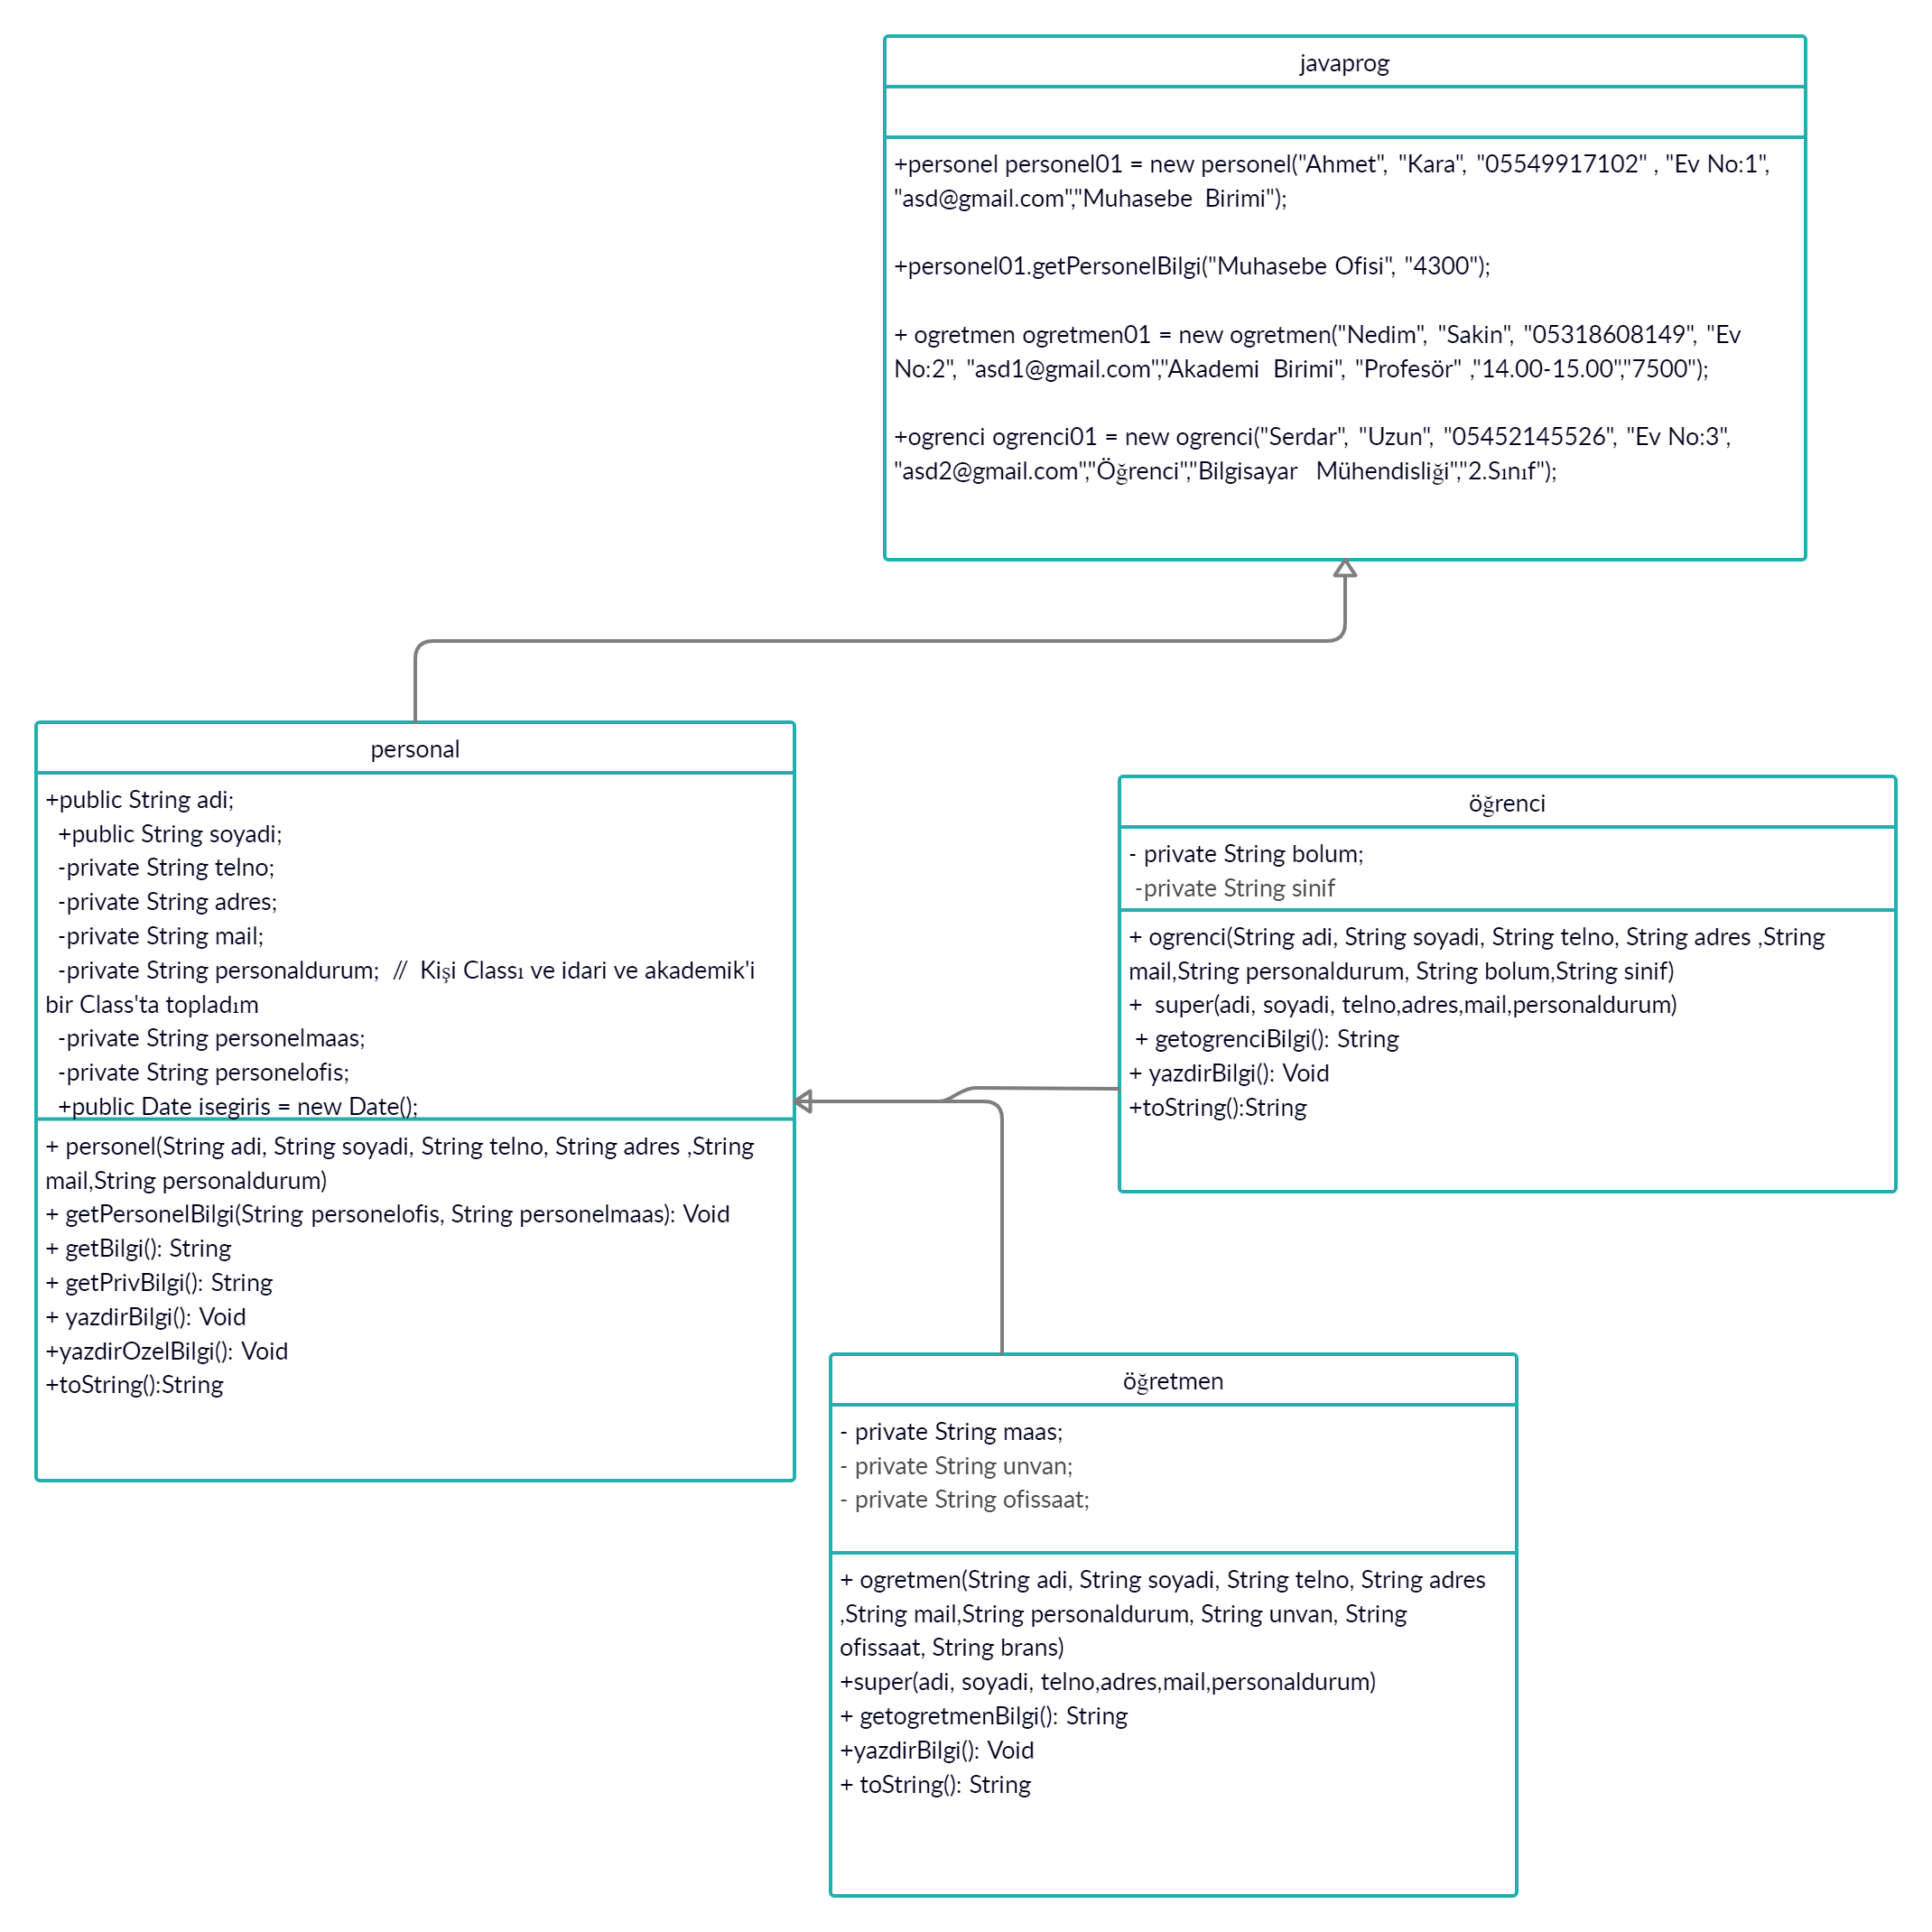 javaprog
+personel personel01 = new personel("Ahmet", "Kara", "05549917102" , "Ev No:1",
"asd@gmail.com","Muhasebe  Birimi");
+personel01.getPersonelBilgi("Muhasebe Ofisi", "4300");
+ ogretmen ogretmen01 = new ogretmen("Nedim", "Sakin", "05318608149", "Ev
No:2", "asd1@gmail.com","Akademi  Birimi", "Profesör" ,"14.00-15.00","7500");
+ogrenci ogrenci01 = new ogrenci("Serdar", "Uzun", "05452145526", "Ev No:3",
"asd2@gmail.com","Öğrenci","Bilgisayar  Mühendisliği","2.Sınıf");
personal
+public String adi;
+public String soyadi;
-private String telno;
-private String adres;
-private String mail;
-private String personaldurum;  //  Kişi Classı ve idari ve akademik'i
bir Class'ta topladım
-private String personelmaas;
-private String personelofis;
+public Date isegiris = new Date();
+ personel(String adi, String soyadi, String telno, String adres ,String
mail,String personaldurum)
+ getPersonelBilgi(String personelofis, String personelmaas): Void
+ getBilgi(): String
+ getPrivBilgi(): String
+ yazdirBilgi(): Void
+yazdirOzelBilgi(): Void
+toString():String
öğrenci
- private String bolum;
-private String sinif
+ ogrenci(String adi, String soyadi, String telno, String adres ,String
mail,String personaldurum, String bolum,String sinif)
+  super(adi, soyadi, telno,adres,mail,personaldurum)
+ getogrenciBilgi(): String
+ yazdirBilgi(): Void
+toString():String
öğretmen
- private String maas;
- private String unvan;
- private String ofissaat;
+ ogretmen(String adi, String soyadi, String telno, String adres
,String mail,String personaldurum, String unvan, String
ofissaat, String brans)
+super(adi, soyadi, telno,adres,mail,personaldurum)
+ getogretmenBilgi(): String
+yazdirBilgi(): Void
+ toString(): String